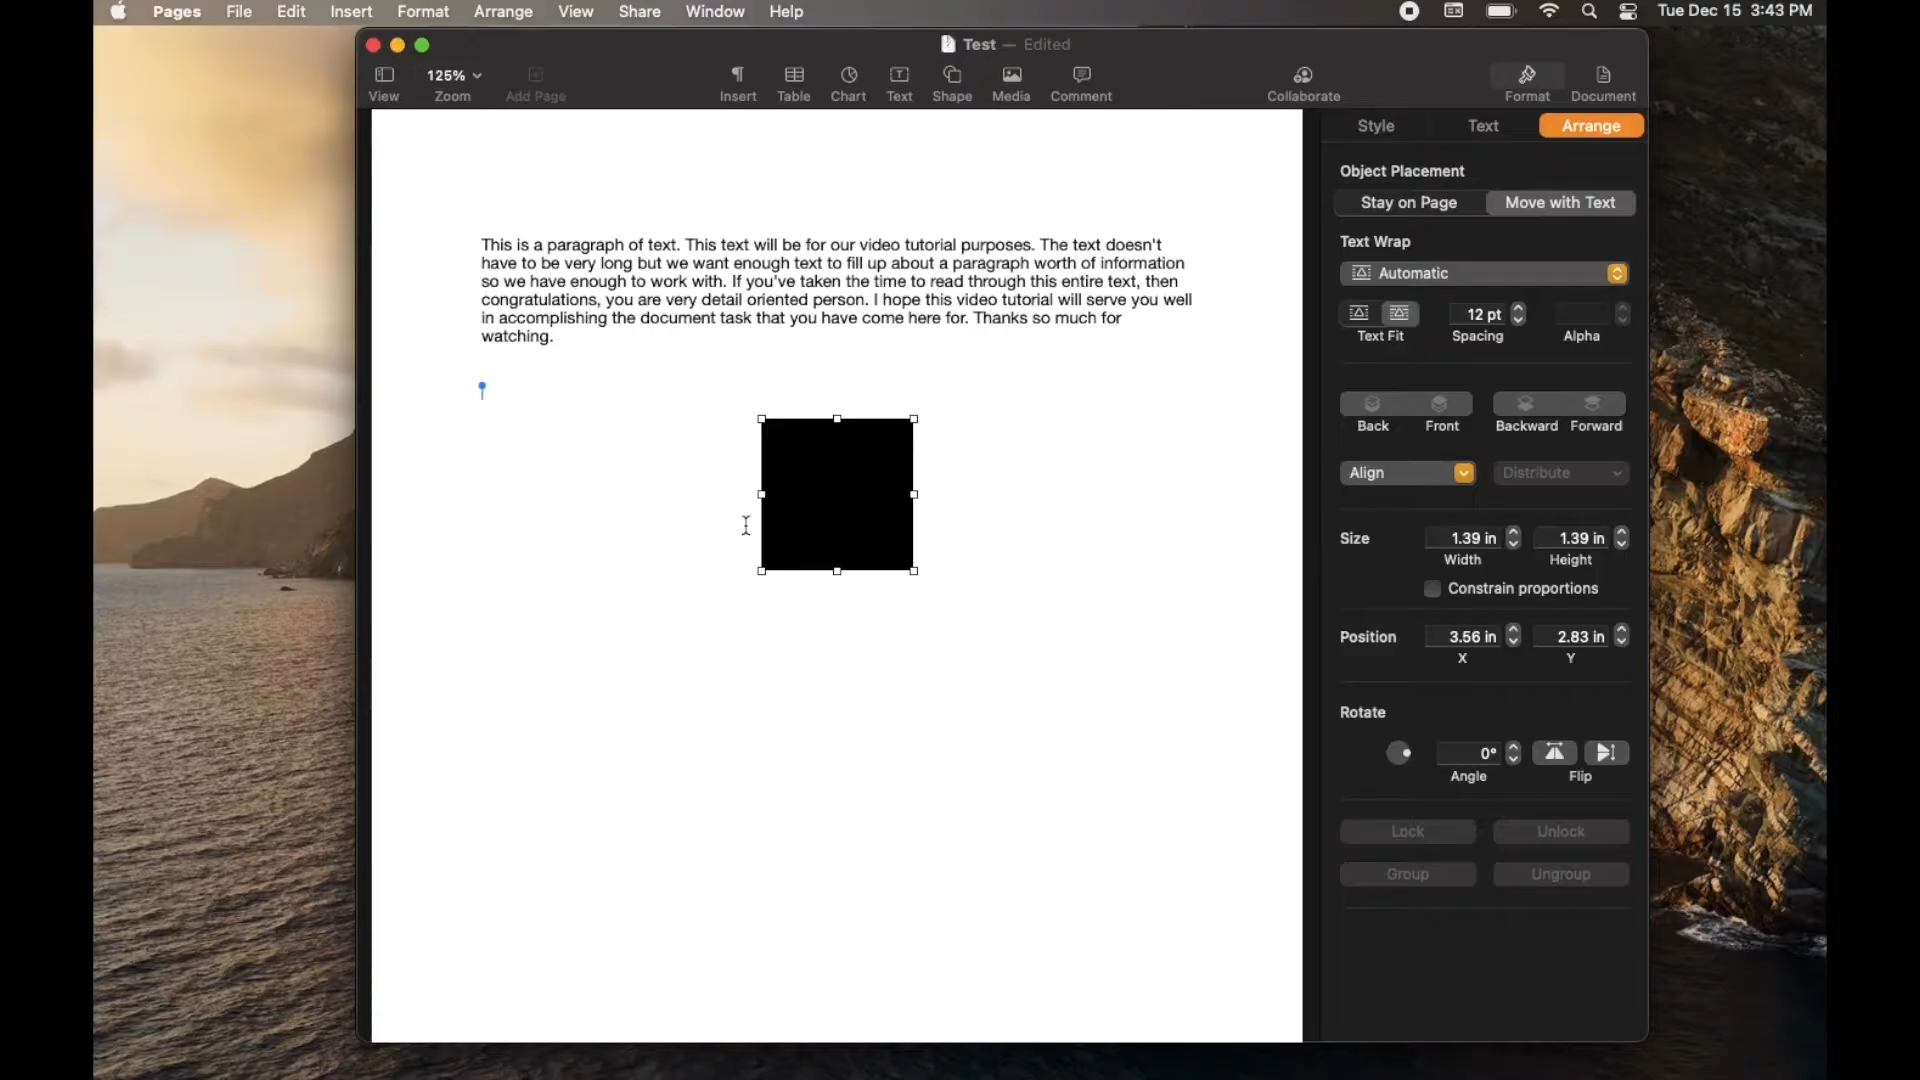 Pages File Edit Insert Format Arrange View Share Window Help Tue Dec 15 3:43 PM
Test — Edited
125%
View Zoom Add Page Insert Table Chart Text Shape Media Comment Collaborate Format Document
Style Text Arrange
Object Placement
Stay on Page Move with Text
Text Wrap
Automatic
12 pt
Text Fit Spacing Alpha
Back Front Backward Forward
Align Distribute
Size 1.39 in 1.39 in
Width Height
Constrain proportions
Position 3.56 in 2.83 in
X Y
Rotate
0°
Angle Flip
Lock Unlock
Group Ungroup
This is a paragraph of text. This text will be for our video tutorial purposes. The text doesn't
have to be very long but we want enough text to fill up about a paragraph worth of information
so we have enough to work with. If you've taken the time to read through this entire text, then
congratulations, you are very detail oriented person. I hope this video tutorial will serve you well
in accomplishing the document task that you have come here for. Thanks so much for
watching.